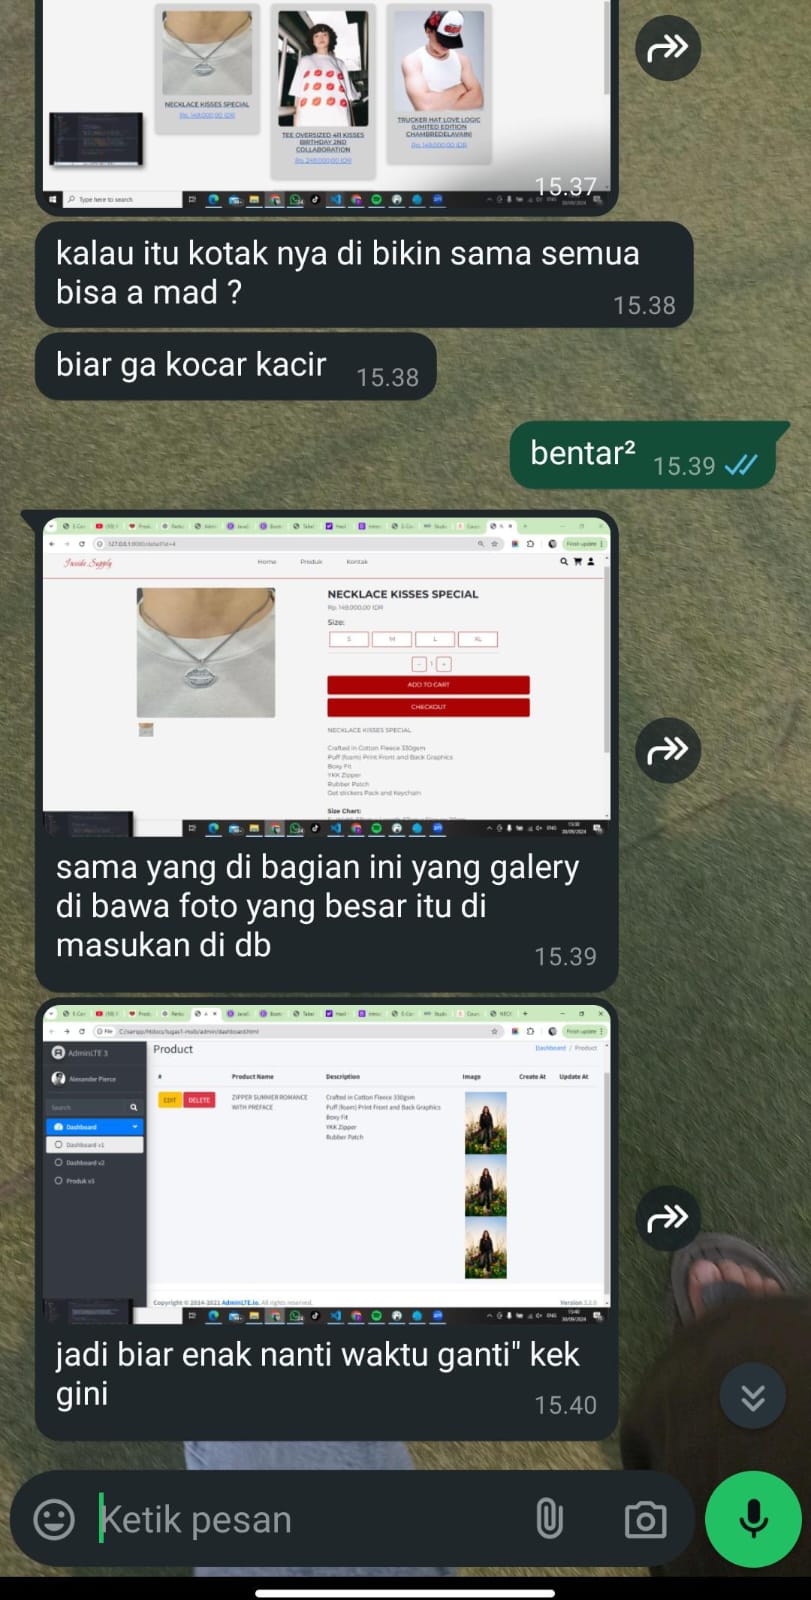 NECKLACE KISSES SPECIAL
Rp. 149.000,00 IDR
TEE OVERSIZED 411 KISSES
BIRTHDAY 2ND
COLLABORATION
Rp. 249.000,00 IDR
TRUCKER HAT LOVE LOGIC
(LIMITED EDITION
CHAMBREDELAVAIN)
Rp. 149.000,00 IDR
Type here to search
15.37
kalau itu kotak nya di bikin sama semua
bisa a mad ?
15.38
biar ga kocar kacir
15.38
bentar²
15.39
Finish update
Inside Supply
Home
Produk
Kontak
NECKLACE KISSES SPECIAL
Rp. 149.000,00 IDR
Size:
S
M
L
XL
- 1 +
ADD TO CART
CHECKOUT
NECKLACE KISSES SPECIAL
Crafted in Cotton Fleece 330gsm
Puff (foam) Print Front and Back Graphics
Boxy Fit
YKK Zipper
Rubber Patch
Get stickers Pack and Keychain
Size Chart:
sama yang di bagian ini yang galery
di bawa foto yang besar itu di
masukan di db
15.39
Finish update
AdminLTE 3
Product
Dashboard / Product
Alexander Pierce
Search
Dashboard
Dashboard v1
Dashboard v2
Produk v3
#
Product Name
Description
Image
Create At
Update At
EDIT
DELETE
ZIPPER SUMMER ROMANCE
WITH PREFACE
Crafted in Cotton Fleece 330gsm
Puff (foam) Print Front and Back Graphics
Boxy Fit
YKK Zipper
Rubber Patch
Copyright © 2014-2021 AdminLTE.io. All rights reserved.
Version 3.2.0
jadi biar enak nanti waktu ganti" kek
gini
15.40
Ketik pesan